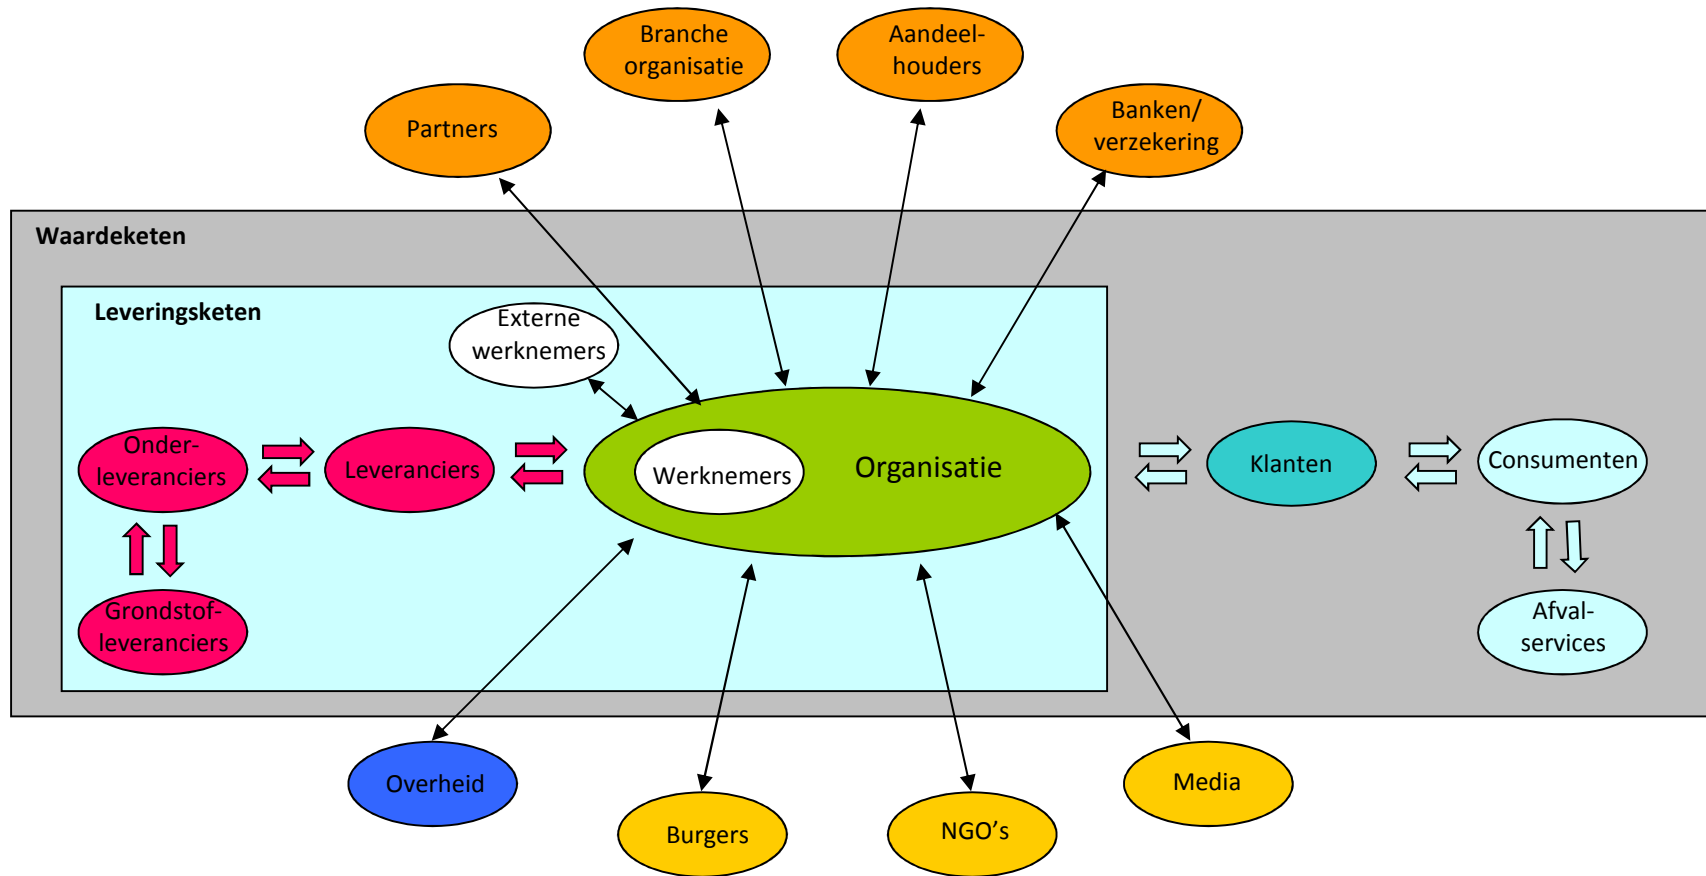 Branche
organisatie
Aandeel-
houders
Partners
Banken/
verzekering
Waardeketen
Leveringsketen
Externe
werknemers
Onder-
leveranciers
Leveranciers
Werknemers
Organisatie
Klanten
Consumenten
Grondstof-
leveranciers
Afval-
services
Overheid
Burgers
NGO’s
Media